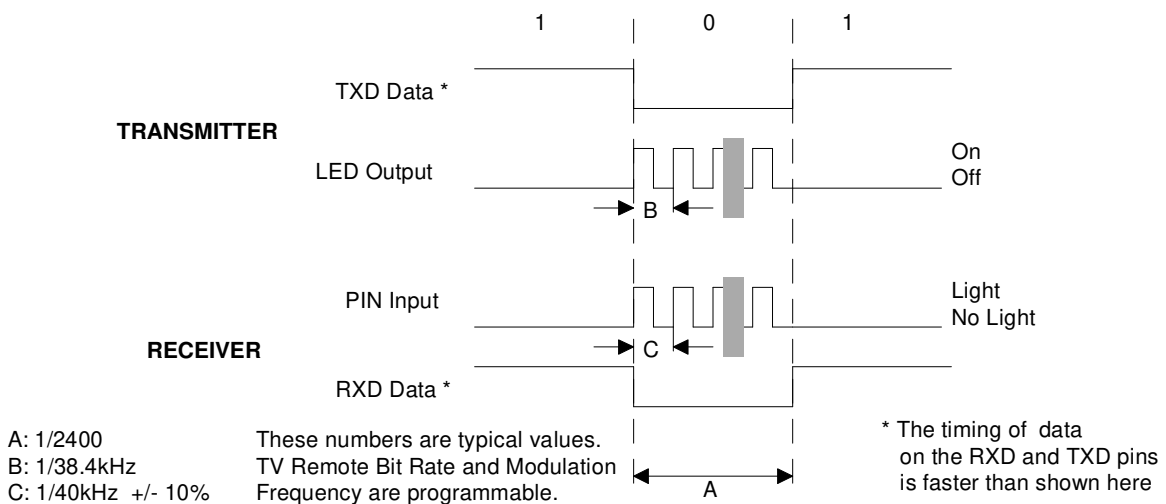 1 0 1
TXD Data *
TRANSMITTER
LED Output
On
Off
B
PIN Input
Light
No Light
RECEIVER
C
RXD Data *
A: 1/2400
B: 1/38.4kHz
C: 1/40kHz +/- 10%
These numbers are typical values.
TV Remote Bit Rate and Modulation
Frequency are programmable.
A
* The timing of data
on the RXD and TXD pins
is faster than shown here